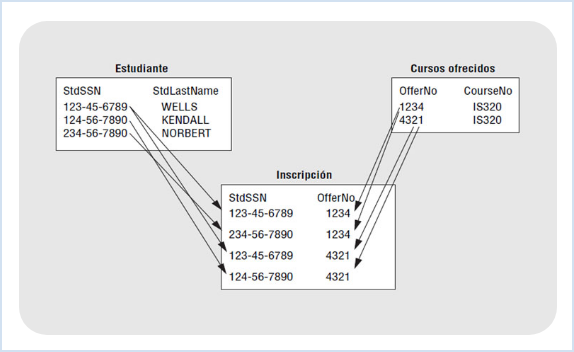 Estudiante
StdSSN StdLastName
123-45-6789 WELLS
124-56-7890 KENDALL
234-56-7890 NORBERT
Cursos ofrecidos
OfferNo CourseNo
1234 IS320
4321 IS320
Inscripción
StdSSN OfferNo
123-45-6789 1234
234-56-7890 1234
123-45-6789 4321
124-56-7890 4321